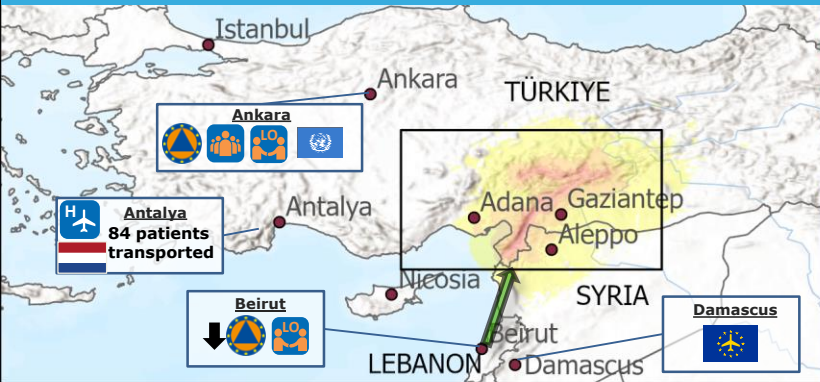 Istanbul
Ankara
TÜRKIYE
Ankara
LO
Antalya
H
Antalya
84 patients
transported
Adana
Gaziantep
Aleppo
Nicosia
SYRIA
Beirut
LO
Damascus
Beirut
LEBANON
Damascus